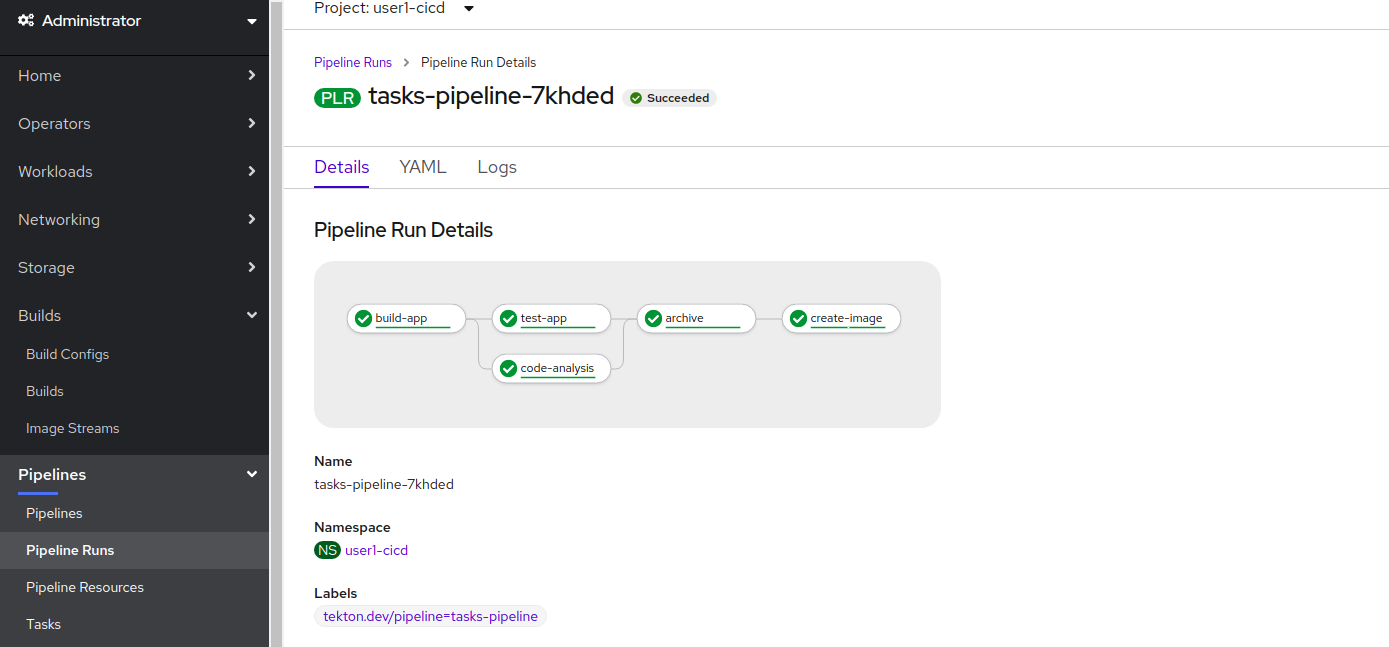 Administrator
Home
Operators
Workloads
Networking
Storage
Builds
Build Configs
Builds
Image Streams
Pipelines
Pipelines
Pipeline Runs
Pipeline Resources
Tasks
Project: user1-cicd
Pipeline Runs > Pipeline Run Details
PLR tasks-pipeline-7khded Succeeded
Details YAML Logs
Pipeline Run Details
build-app test-app archive create-image
code-analysis
Name
tasks-pipeline-7khded
Namespace
NS user1-cicd
Labels
tekton.dev/pipeline=tasks-pipeline